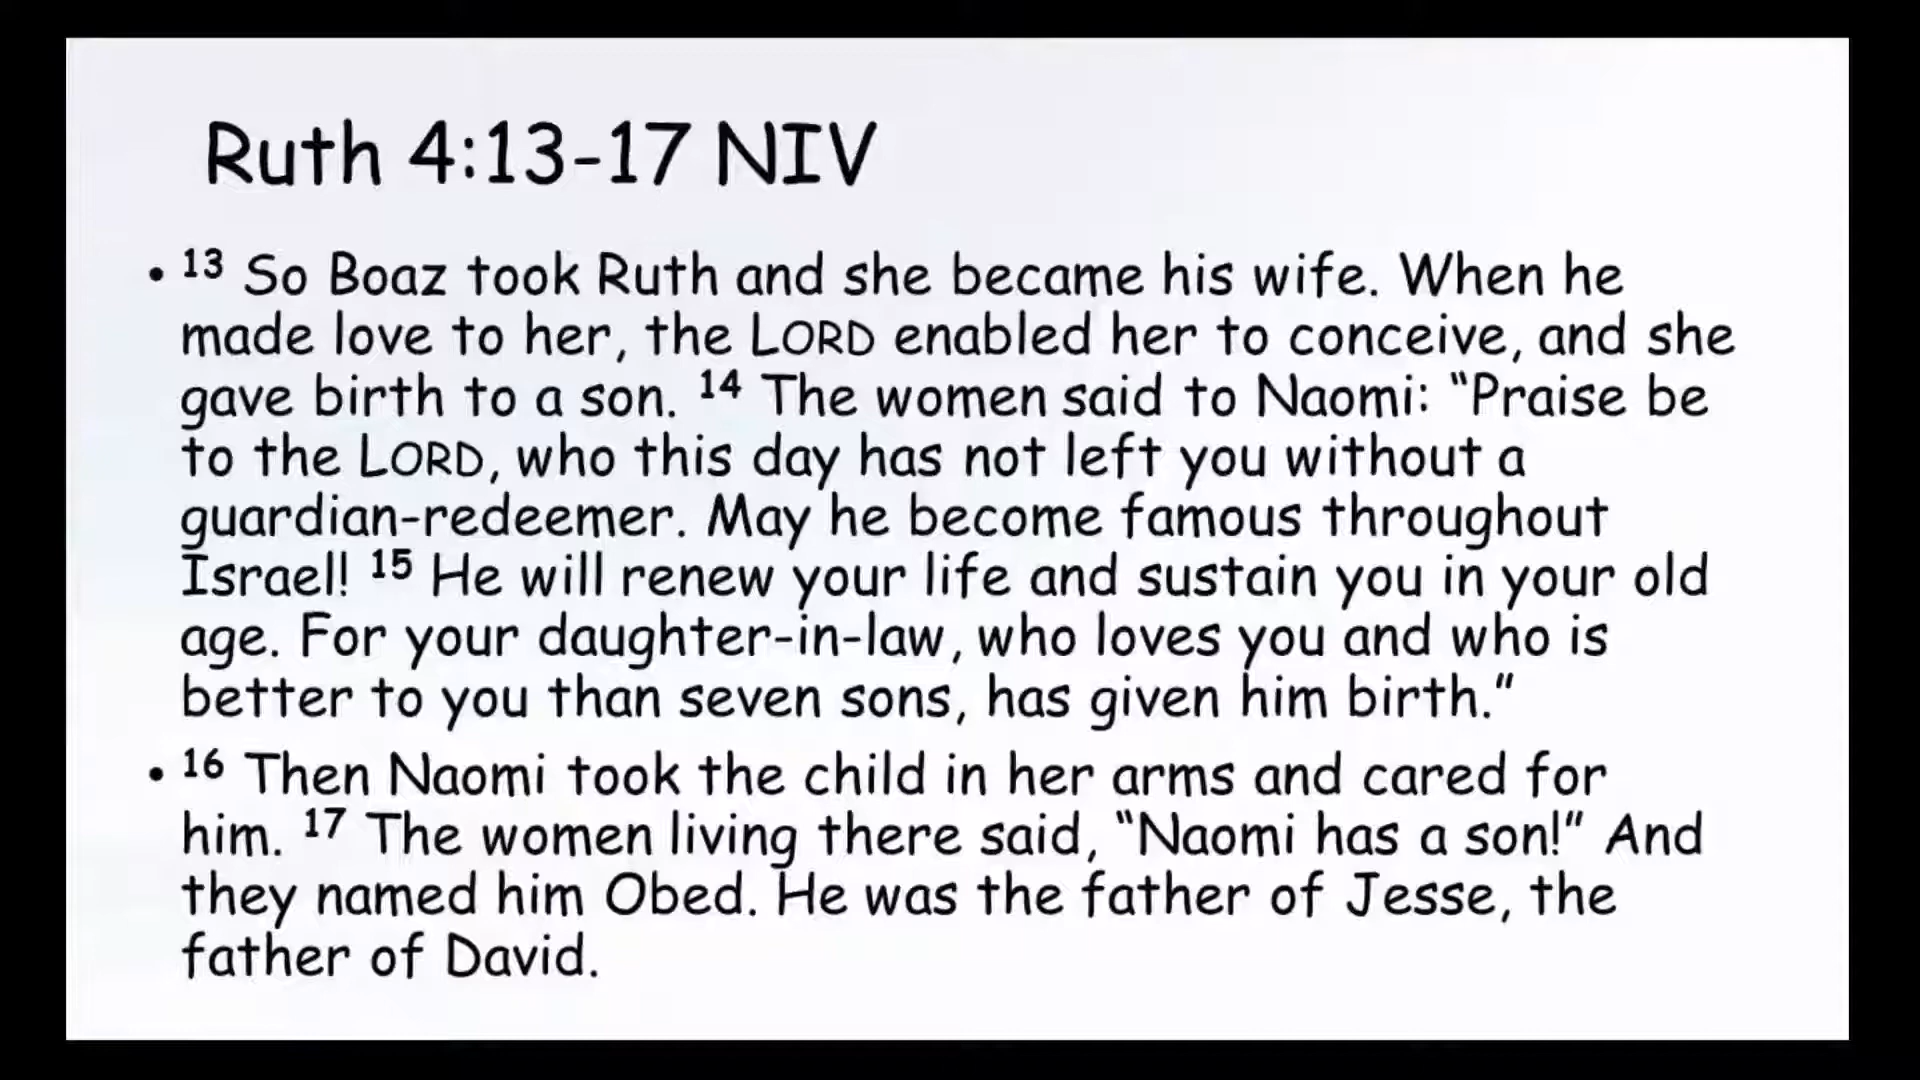 Ruth 4:13-17 NIV
• 13 So Boaz took Ruth and she became his wife. When he
made love to her, the LORD enabled her to conceive, and she
gave birth to a son. 14 The women said to Naomi: “Praise be
to the LORD, who this day has not left you without a
guardian-redeemer. May he become famous throughout
Israel! 15 He will renew your life and sustain you in your old
age. For your daughter-in-law, who loves you and who is
better to you than seven sons, has given him birth.”
• 16 Then Naomi took the child in her arms and cared for
him. 17 The women living there said, “Naomi has a son!” And
they named him Obed. He was the father of Jesse, the
father of David.